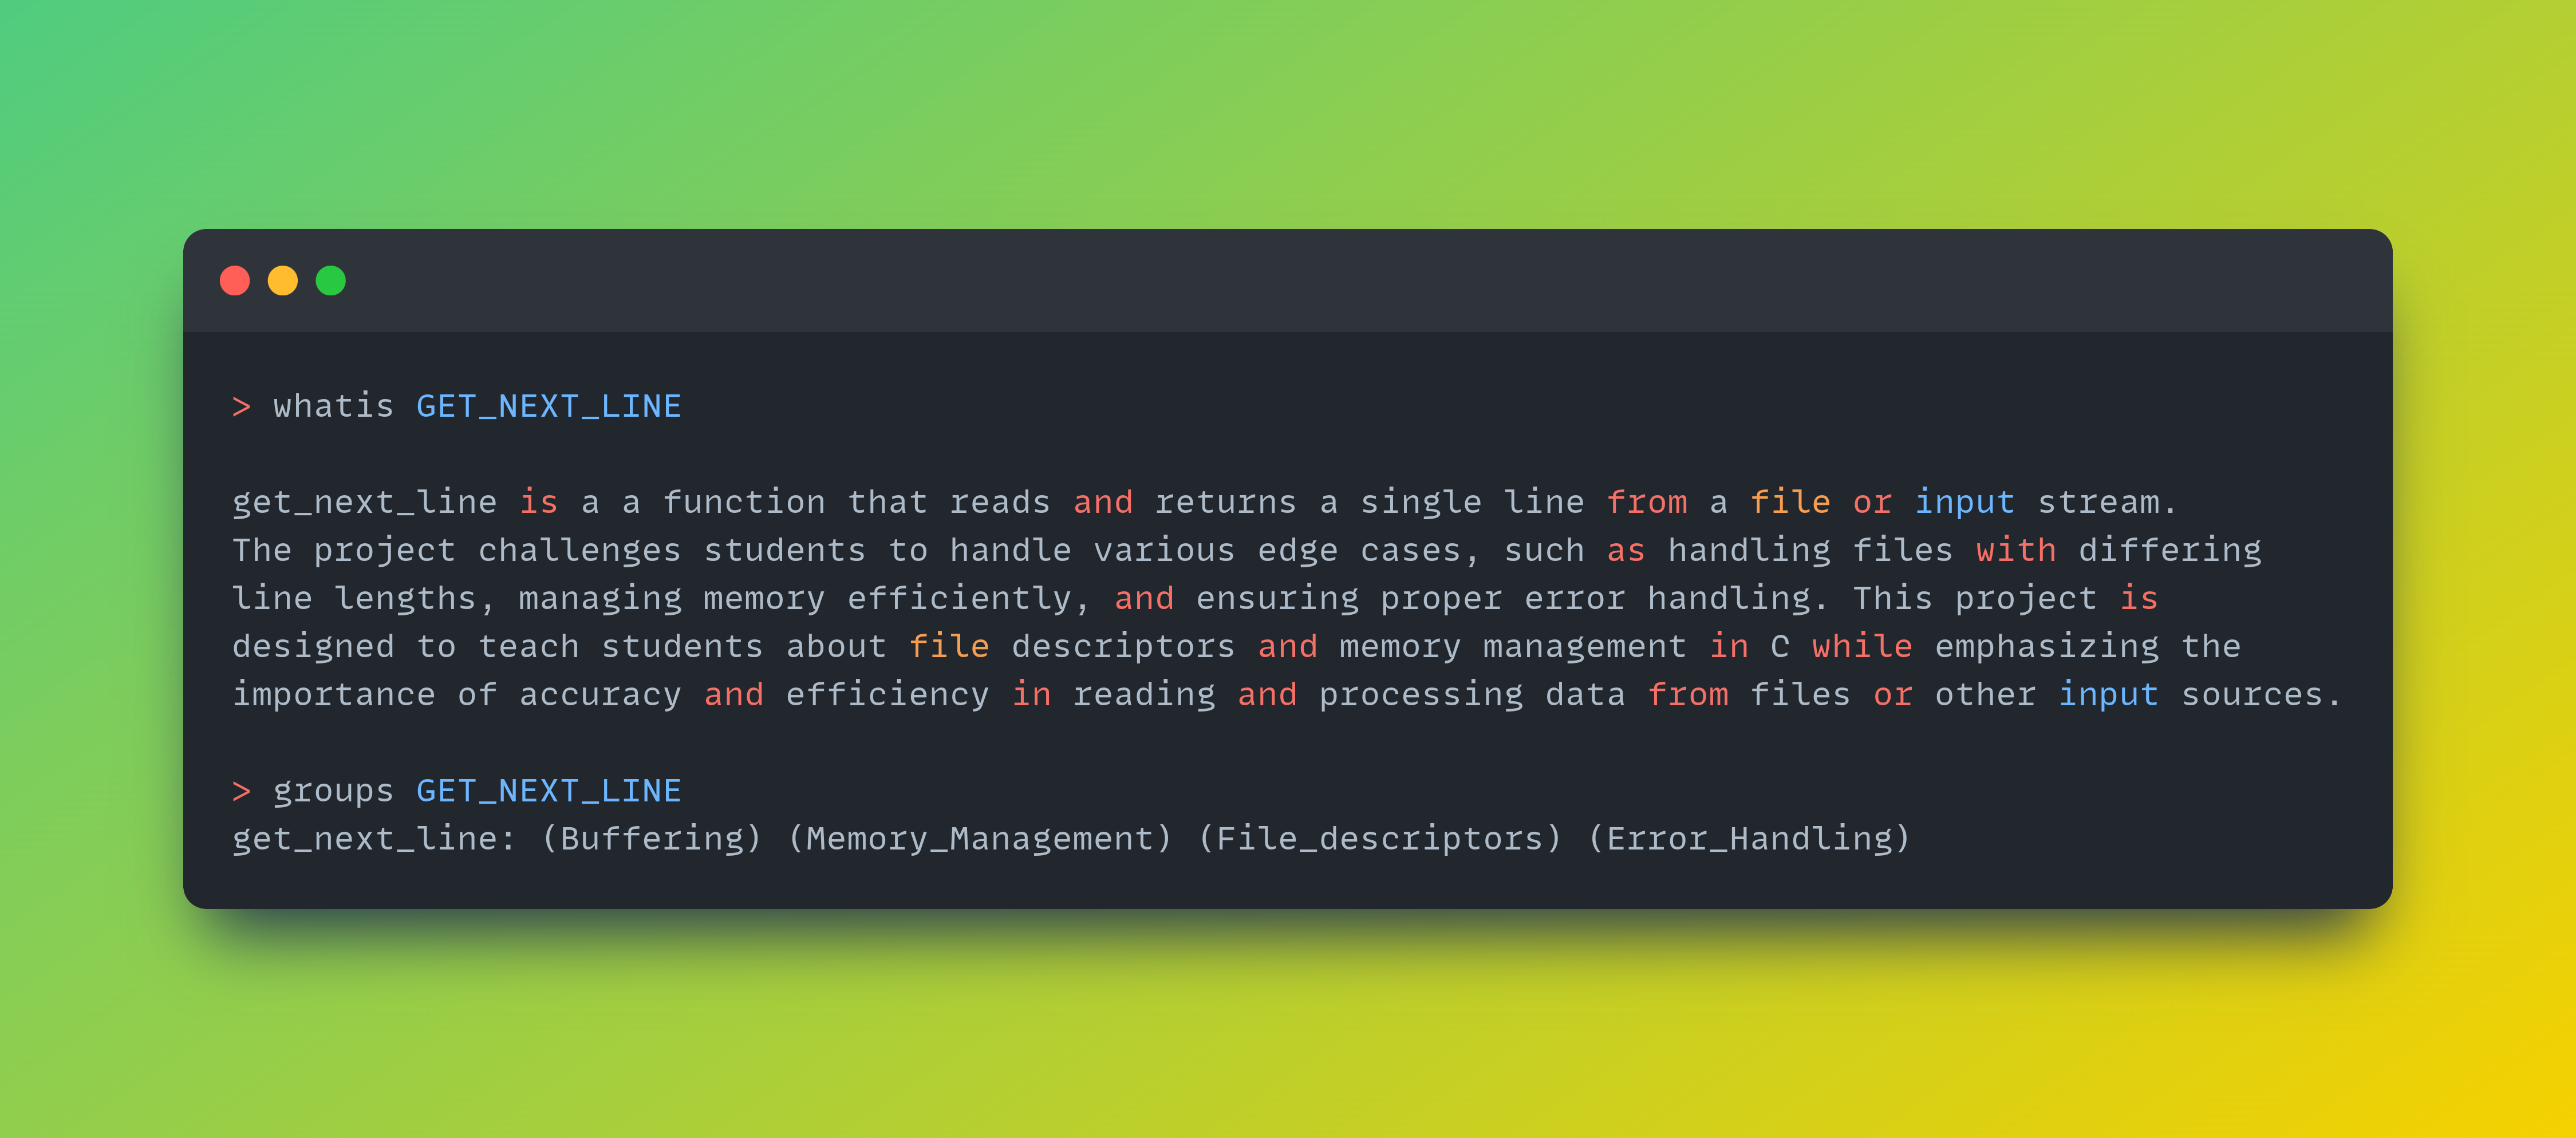 > whatis GET_NEXT_LINE
get_next_line is a a function that reads and returns a single line from a file or input stream.
The project challenges students to handle various edge cases, such as handling files with differing
line lengths, managing memory efficiently, and ensuring proper error handling. This project is
designed to teach students about file descriptors and memory management in C while emphasizing the
importance of accuracy and efficiency in reading and processing data from files or other input sources.
> groups GET_NEXT_LINE
get_next_line: (Buffering) (Memory_Management) (File_descriptors) (Error_Handling)